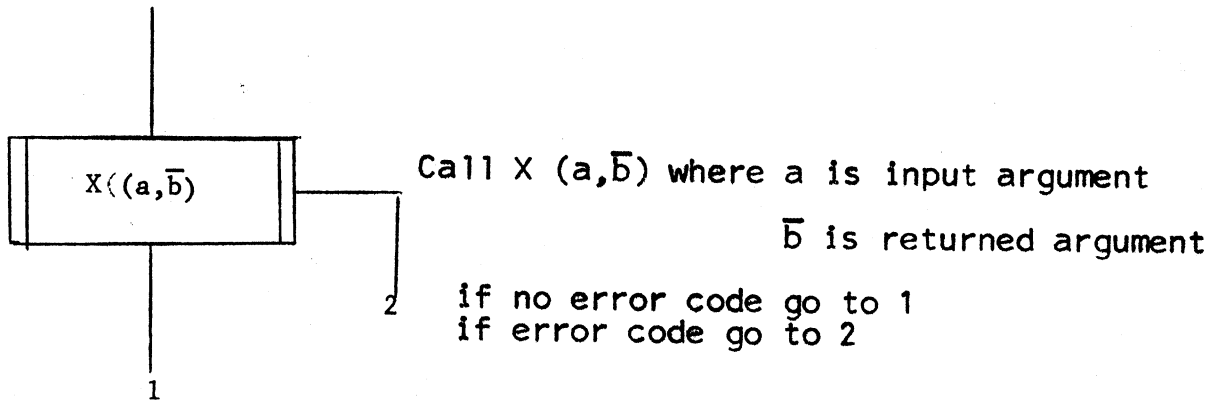 X((a,b̅)
Call X (a,b̅) where a is input argument
b̅ is returned argument
2
if no error code go to 1
if error code go to 2
1